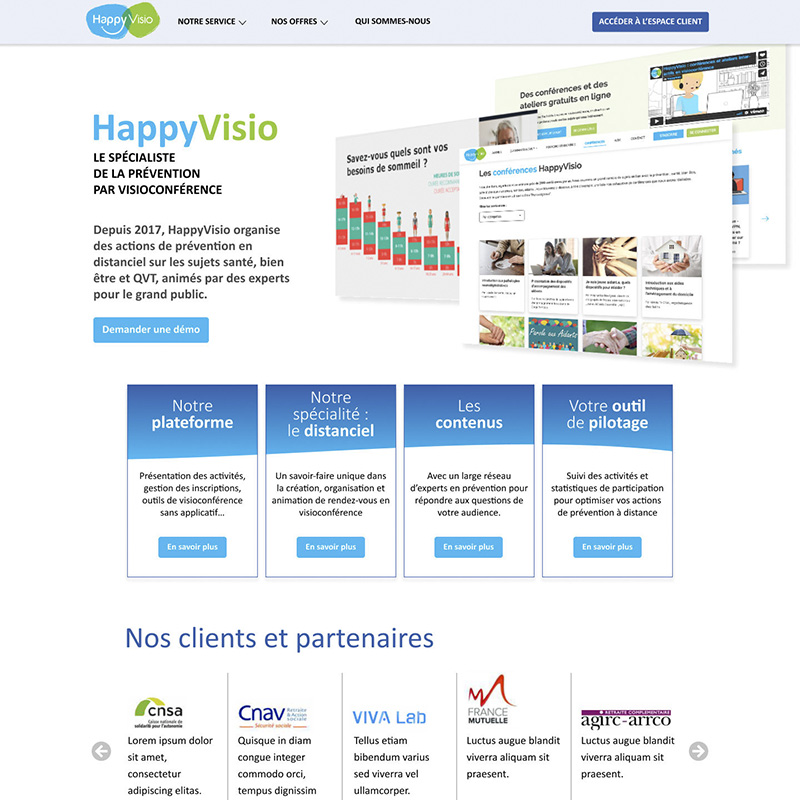 Happy Visio
NOTRE SERVICE
NOS OFFRES
QUI SOMMES-NOUS
ACCÉDER À L'ESPACE CLIENT
HappyVisio
LE SPÉCIALISTE
DE LA PRÉVENTION
PAR VISIOCONFÉRENCE
Depuis 2017, HappyVisio organise
des actions de prévention en
distanciel sur les sujets santé, bien
être et QVT, animés par des experts
pour le grand public.
Demander une démo
Savez-vous quels sont vos
besoins de sommeil ?
Des conférences et des
ateliers gratuits en ligne
Les conférences HappyVisio
Parole aux Aidants
Notre
plateforme
Présentation des activités,
gestion des inscriptions,
outils de visioconférence
sans applicatif...
En savoir plus
Notre
spécialité :
le distanciel
Un savoir-faire unique dans
la création, organisation et
animation de rendez-vous en
visioconférence
En savoir plus
Les
contenus
Avec un large réseau
d'experts en prévention pour
répondre aux questions de
votre audience.
En savoir plus
Votre outil
de pilotage
Suivi des activités et
statistiques de participation
pour optimiser vos actions
de prévention à distance
En savoir plus
Nos clients et partenaires
cnsa
Caisse nationale de
solidarité pour l'autonomie
Lorem ipsum dolor
sit amet,
consectetur
adipiscing elitas.
Cnav
Retraite
& Action
sociale
Sécurité sociale
Quisque in diam
congue integer
commodo orci,
tempus dignissim
VIVA Lab
Tellus etiam
bibendum varius
sed viverra vel
ullamcorper.
FRANCE
MUTUELLE
Luctus augue blandit
viverra aliquam sit
praesent.
RETRAITE COMPLÉMENTAIRE
agirc-arrco
Luctus augue blandit
viverra aliquam sit
praesent.